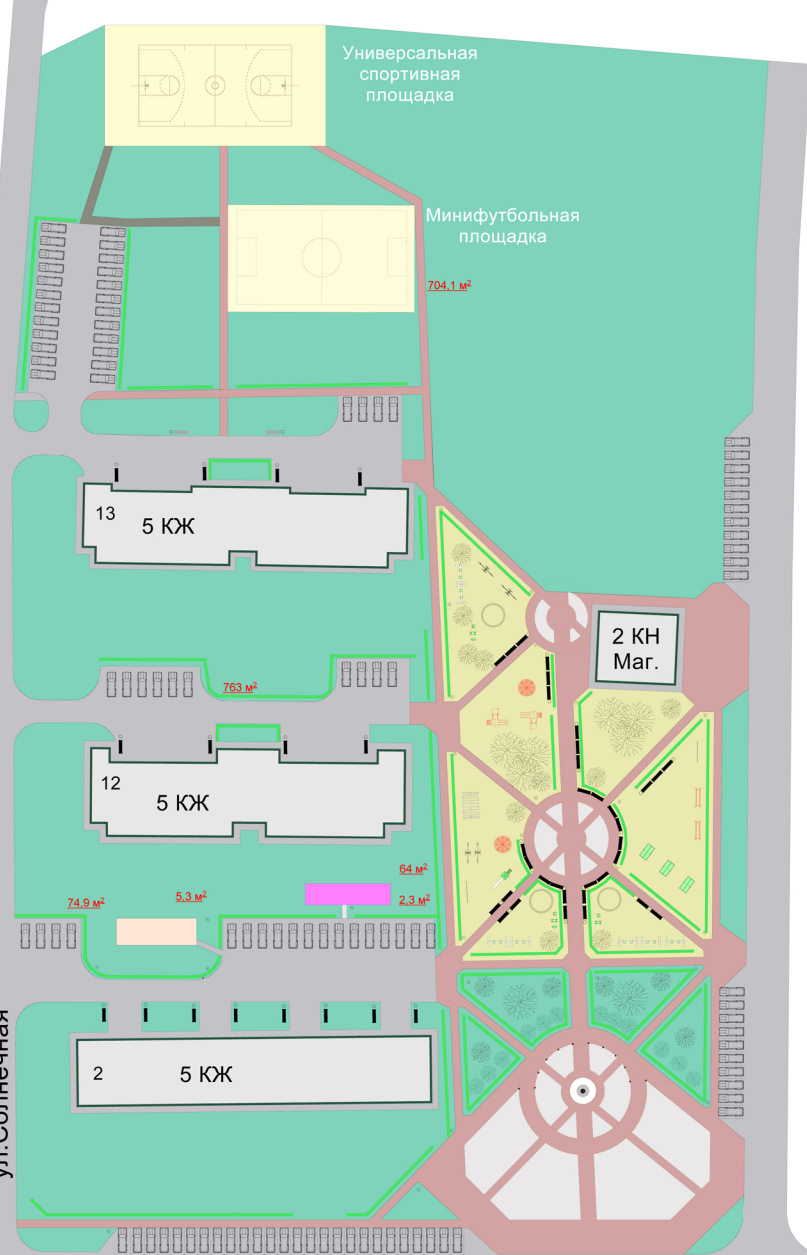 Универсальная
спортивная
площадка
Минифутбольная
площадка
704,1 м²
13
5 КЖ
2 КН
Маг.
763 м²
12
5 КЖ
64 м²
74,9 м²
5,3 м²
2,3 м²
ул.Солнечная
2
5 КЖ